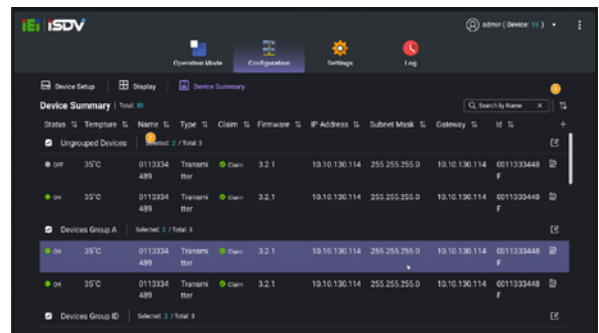 iEi iSDV
admin ( Device: 15 )
Operation Mode Configuration Settings Log
Device Setup Display Device Summary
Device Summary | Total: 10
Search by Name ×
Status Tempture Name Type Claim Firmware IP Address Subnet Mask Gateway Id +
Ungrouped Devices Selected: 2 / Total: 3
OFF 35°C 0113334 Transmi Claim 3.2.1 10.10.130.114 255.255.255.0 10.10.130.114 0011333448
489 tter F
ON 35°C 0113334 Transmi Claim 3.2.1 10.10.130.114 255.255.255.0 10.10.130.114 0011333448
489 tter F
Devices Group A Selected: 2 / Total: 3
ON 35°C 0113334 Transmi Claim 3.2.1 10.10.130.114 255.255.255.0 10.10.130.114 0011333448
489 tter F
ON 35°C 0113334 Transmi Claim 3.2.1 10.10.130.114 255.255.255.0 10.10.130.114 0011333448
489 tter F
Devices Group ID Selected: 2 / Total: 3